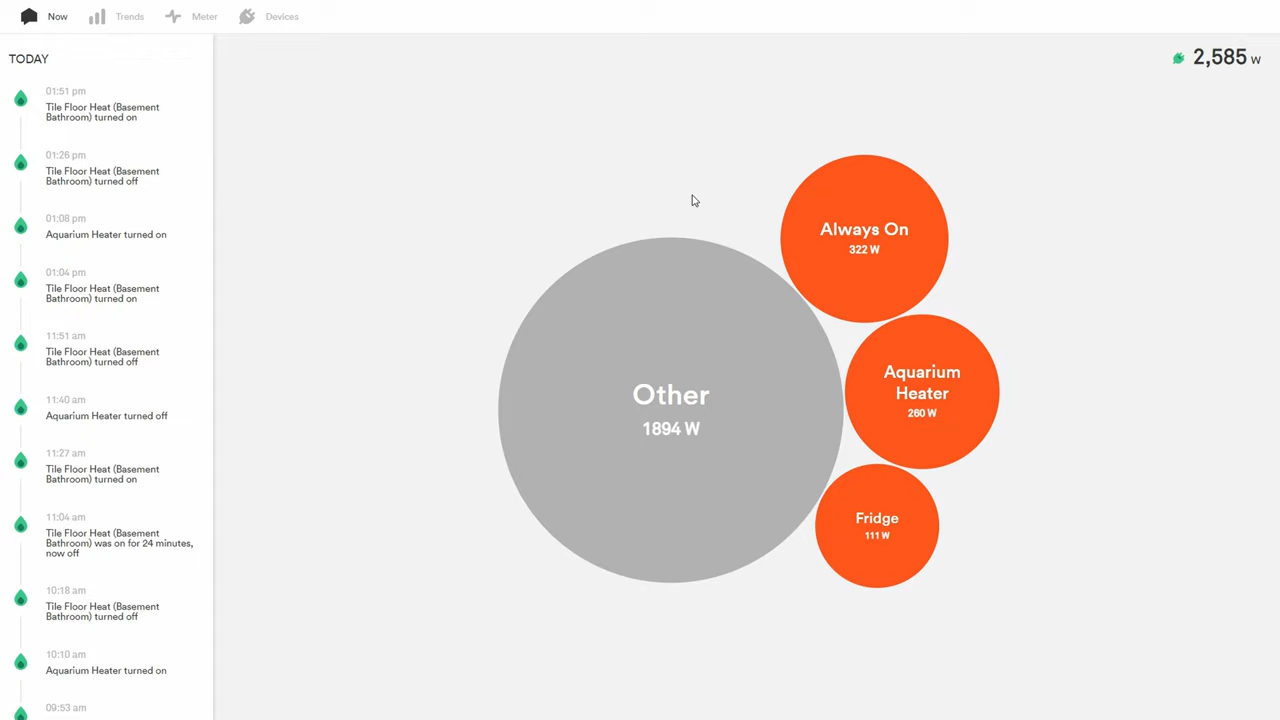 Now
Trends
Meter
Devices
TODAY
2,585 w
01:51 pm
Tile Floor Heat (Basement
Bathroom) turned on
01:26 pm
Tile Floor Heat (Basement
Bathroom) turned off
01:08 pm
Aquarium Heater turned on
01:04 pm
Tile Floor Heat (Basement
Bathroom) turned on
11:51 am
Tile Floor Heat (Basement
Bathroom) turned off
11:40 am
Aquarium Heater turned off
11:27 am
Tile Floor Heat (Basement
Bathroom) turned on
11:04 am
Tile Floor Heat (Basement
Bathroom) was on for 24 minutes,
now off
10:18 am
Tile Floor Heat (Basement
Bathroom) turned off
10:10 am
Aquarium Heater turned on
09:53 am
Other
1894 W
Always On
322 W
Aquarium
Heater
260 W
Fridge
111 W